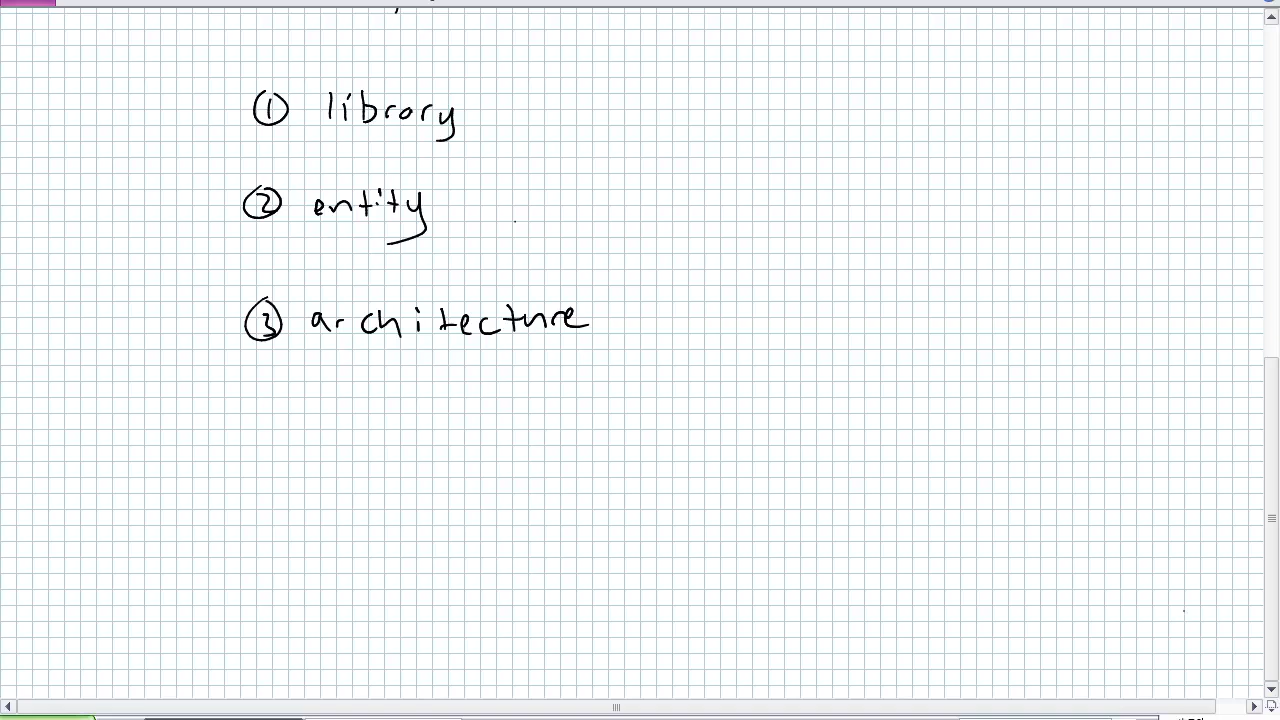 ① library
② entity
③ architecture